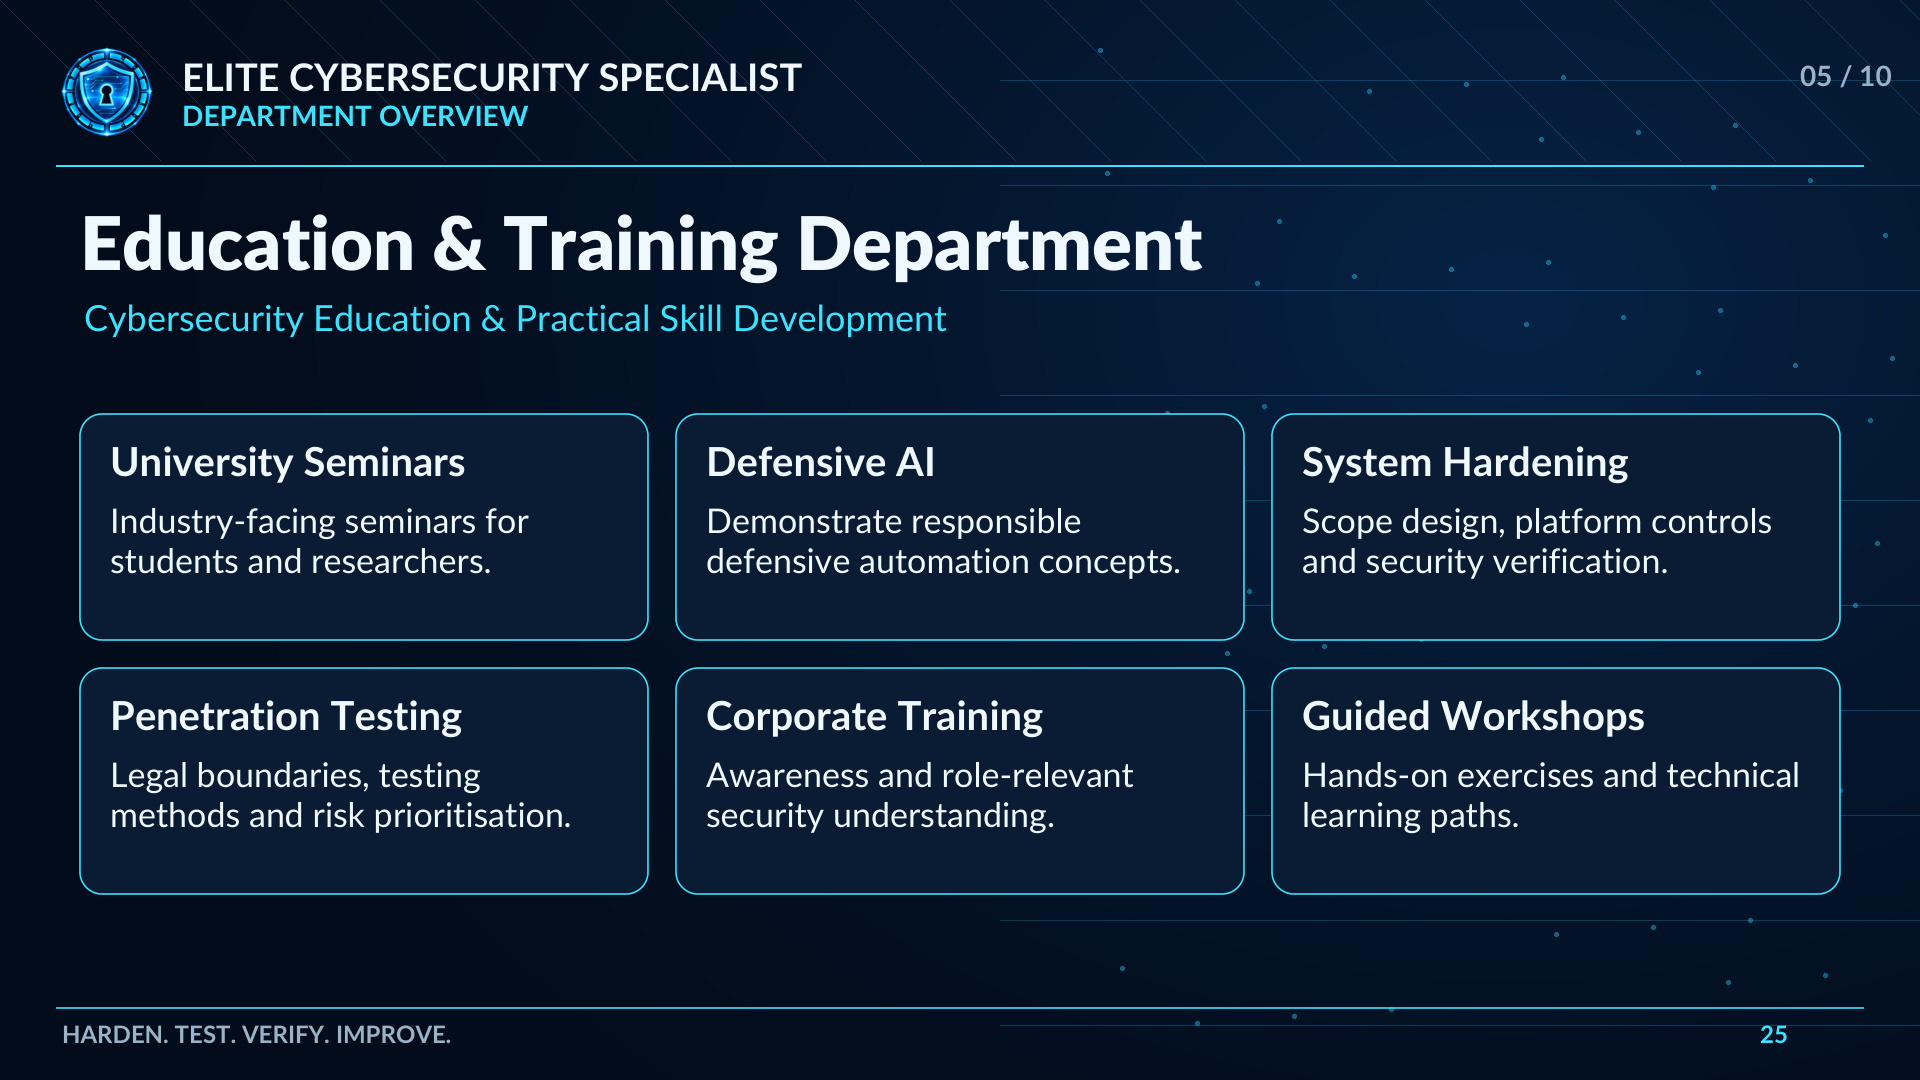 ELITE CYBERSECURITY SPECIALIST
DEPARTMENT OVERVIEW
05 / 10
Education & Training Department
Cybersecurity Education & Practical Skill Development
University Seminars
Industry-facing seminars for
students and researchers.
Defensive AI
Demonstrate responsible
defensive automation concepts.
System Hardening
Scope design, platform controls
and security verification.
Penetration Testing
Legal boundaries, testing
methods and risk prioritisation.
Corporate Training
Awareness and role-relevant
security understanding.
Guided Workshops
Hands-on exercises and technical
learning paths.
HARDEN. TEST. VERIFY. IMPROVE.
25